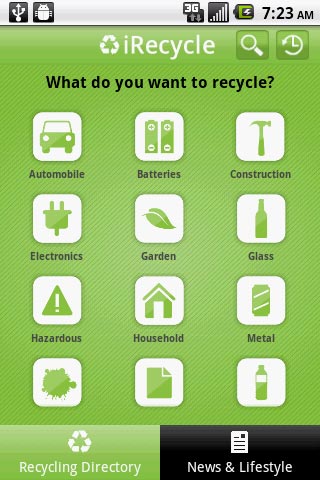 3G 7:23 AM
iRecycle
What do you want to recycle?
Automobile Batteries Construction
Electronics Garden Glass
Hazardous Household Metal
Recycling Directory News & Lifestyle